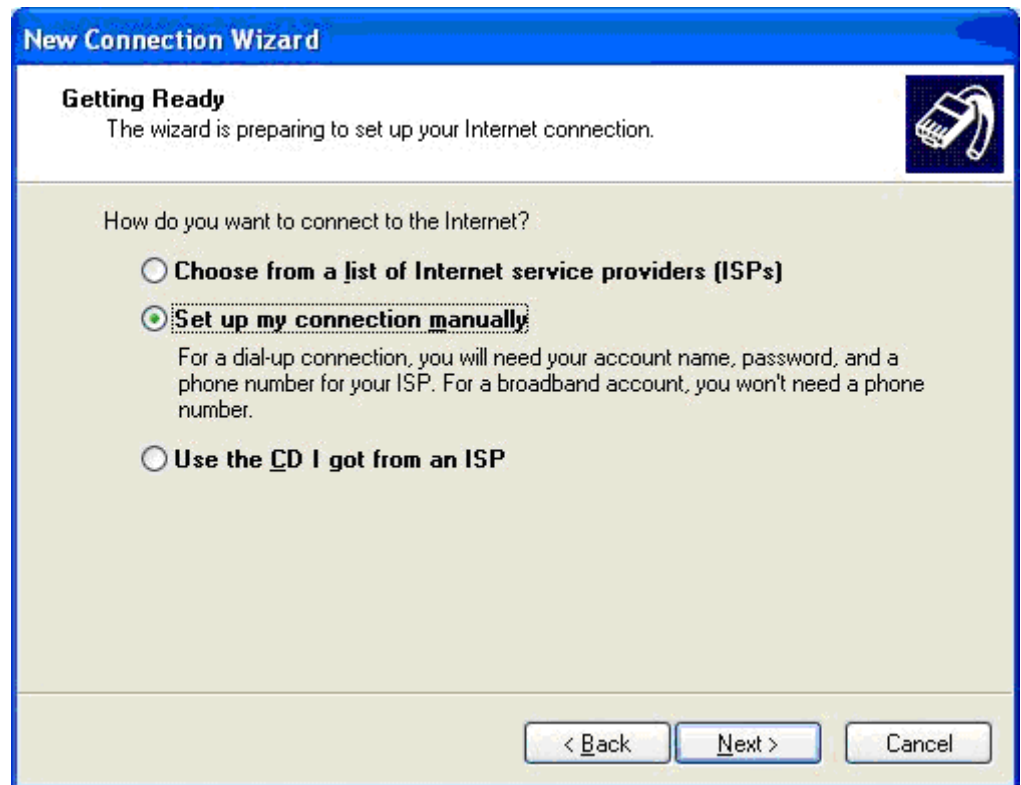 New Connection Wizard
Getting Ready
The wizard is preparing to set up your Internet connection.
How do you want to connect to the Internet?
Choose from a list of Internet service providers (ISPs)
Set up my connection manually
For a dial-up connection, you will need your account name, password, and a
phone number for your ISP. For a broadband account, you won't need a phone
number.
Use the CD I got from an ISP
< Back Next > Cancel